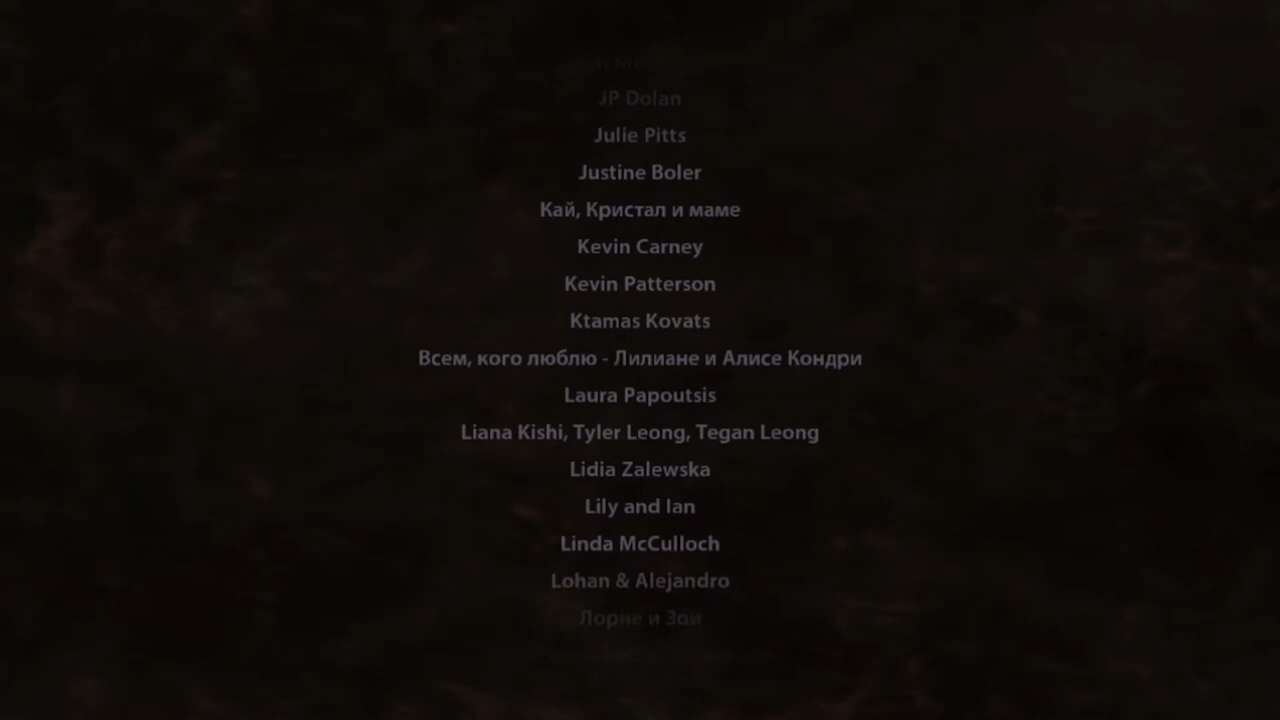 JP Dolan
Julie Pitts
Justine Boler
Кай, Кристал и маме
Kevin Carney
Kevin Patterson
Ktamas Kovats
Всем, кого люблю - Лилиане и Алисе Кондри
Laura Papoutsis
Liana Kishi, Tyler Leong, Tegan Leong
Lidia Zalewska
Lily and Ian
Linda McCulloch
Lohan & Alejandro
Лорне и Зои